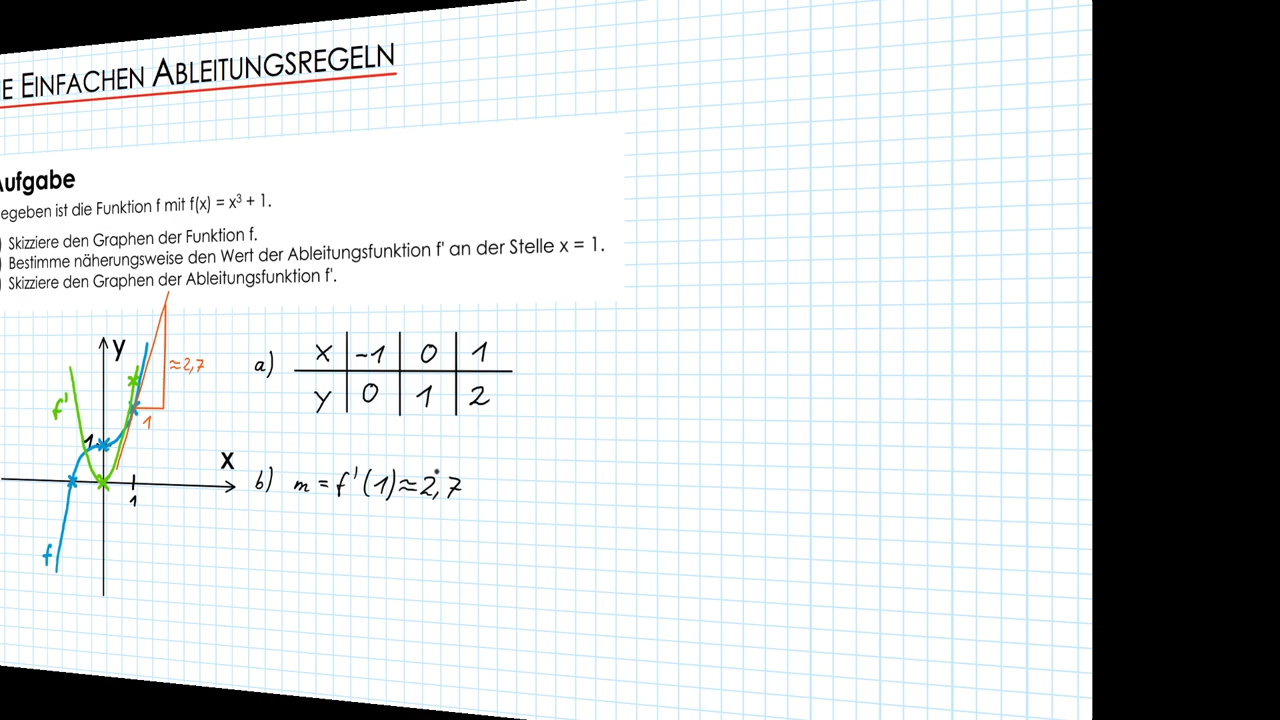 E EINFACHEN ABLEITUNGSREGELN
ufgabe
egeben ist die Funktion f mit f(x) = x³ + 1.
) Skizziere den Graphen der Funktion f.
) Bestimme näherungsweise den Wert der Ableitungsfunktion f' an der Stelle x = 1.
) Skizziere den Graphen der Ableitungsfunktion f'.
y
≈2,7
f'
1
1
x
1
f
a)
x -1 0 1
y 0 1 2
b) m = f'(1)≈2,7